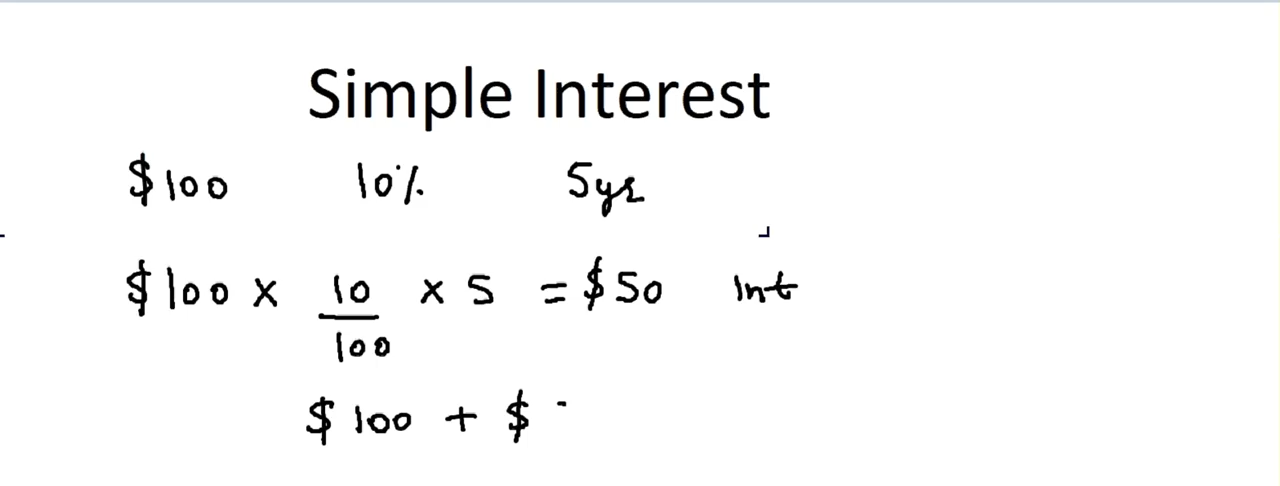 Simple Interest
$100 10% 5yr
$100 x 10/100 x 5 = $50 Int
$100 + $